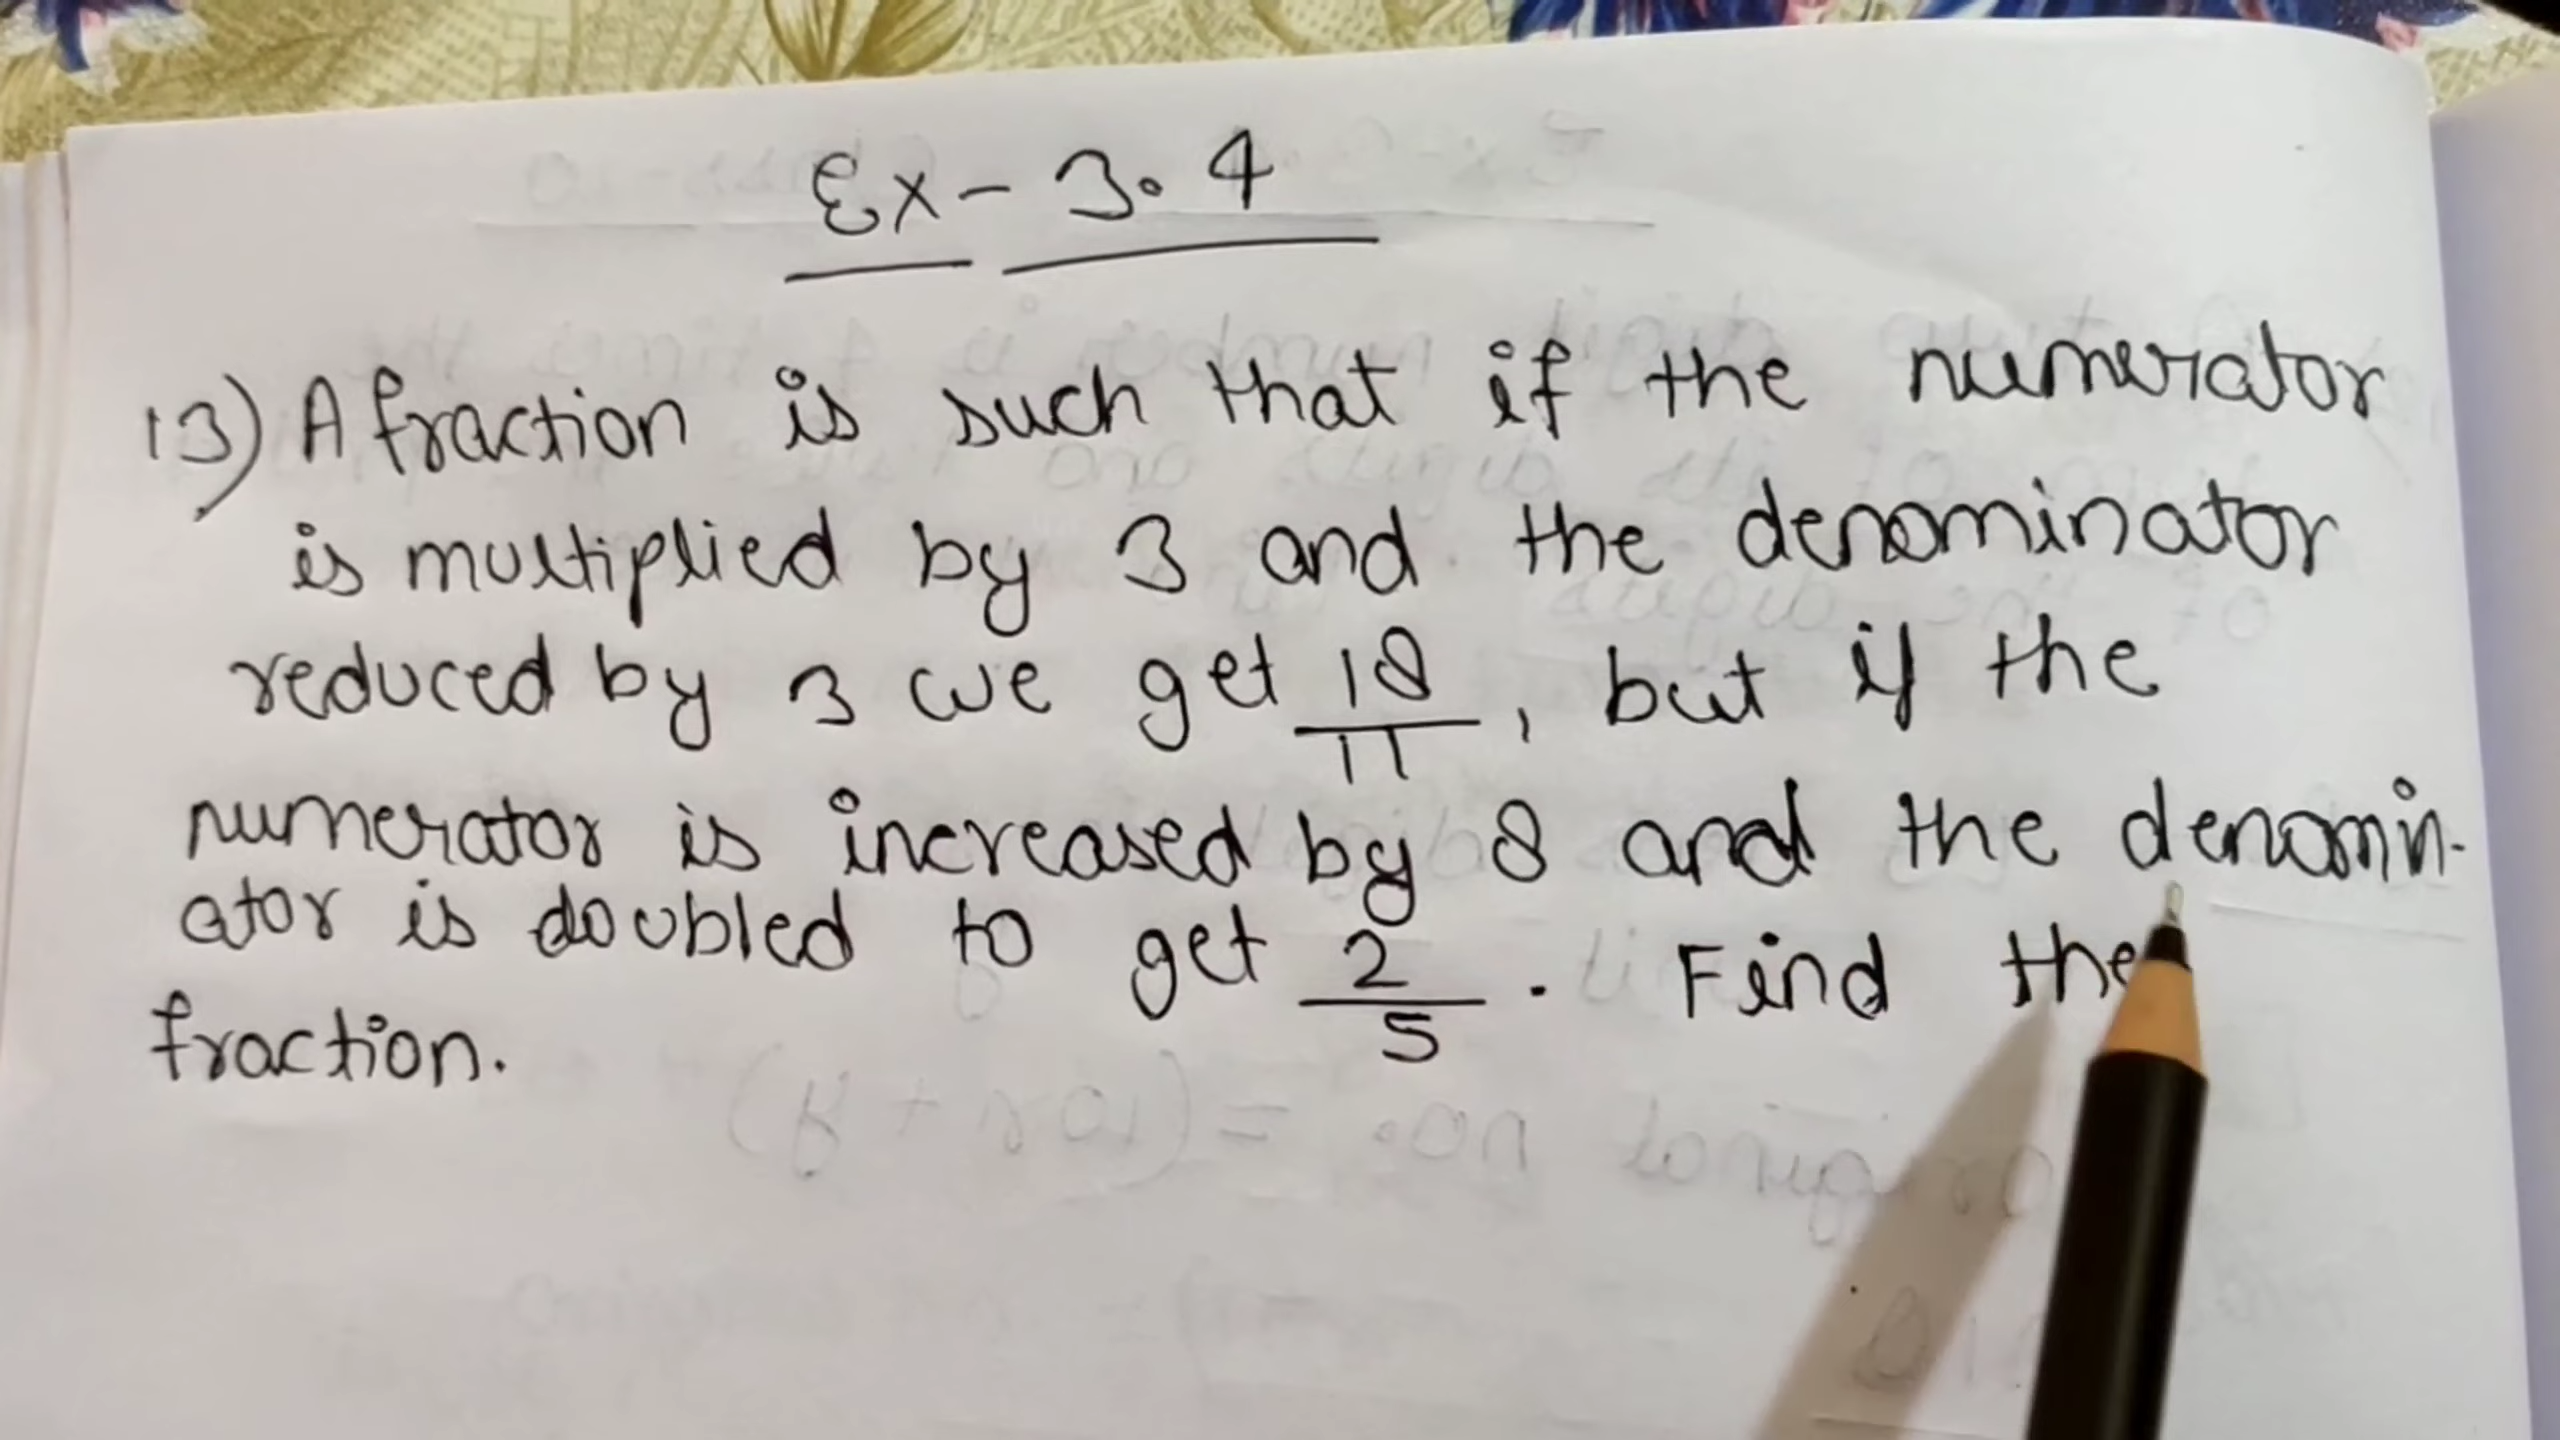 Ex - 3.4
13) A fraction is such that if the numerator
is multiplied by 3 and the denominator
reduced by 3 we get 18/11, but if the
numerator is increased by 8 and the denomin-
ator is doubled to get 2/5. Find the
fraction.